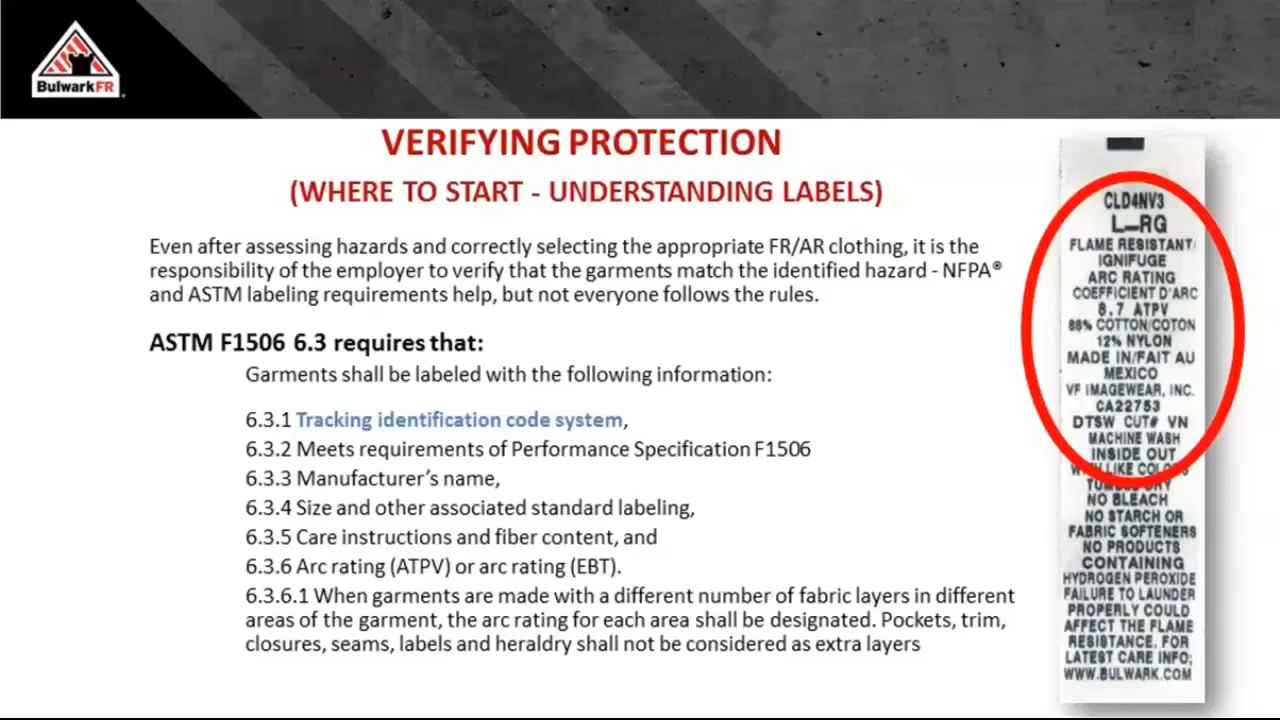 BulwarkFR
VERIFYING PROTECTION
(WHERE TO START - UNDERSTANDING LABELS)
Even after assessing hazards and correctly selecting the appropriate FR/AR clothing, it is the
responsibility of the employer to verify that the garments match the identified hazard - NFPA®
and ASTM labeling requirements help, but not everyone follows the rules.
ASTM F1506 6.3 requires that:
Garments shall be labeled with the following information:
6.3.1 Tracking identification code system,
6.3.2 Meets requirements of Performance Specification F1506
6.3.3 Manufacturer's name,
6.3.4 Size and other associated standard labeling,
6.3.5 Care instructions and fiber content, and
6.3.6 Arc rating (ATPV) or arc rating (EBT).
6.3.6.1 When garments are made with a different number of fabric layers in different
areas of the garment, the arc rating for each area shall be designated. Pockets, trim,
closures, seams, labels and heraldry shall not be considered as extra layers
CLD4NV3
L-RG
FLAME RESISTANT/
IGNIFUGE
ARC RATING
COEFFICIENT D'ARC
8.7 ATPV
88% COTTON/COTON
12% NYLON
MADE IN/FAIT AU
MEXICO
VF IMAGEWEAR, INC.
CA22753
DTSW CUT# VN
MACHINE WASH
INSIDE OUT
WITH LIKE COLORS
TUMBLE DRY
NO BLEACH
NO STARCH OR
FABRIC SOFTENERS
NO PRODUCTS
CONTAINING
HYDROGEN PEROXIDE
FAILURE TO LAUNDER
PROPERLY COULD
AFFECT THE FLAME
RESISTANCE. FOR
LATEST CARE INFO;
WWW.BULWARK.COM